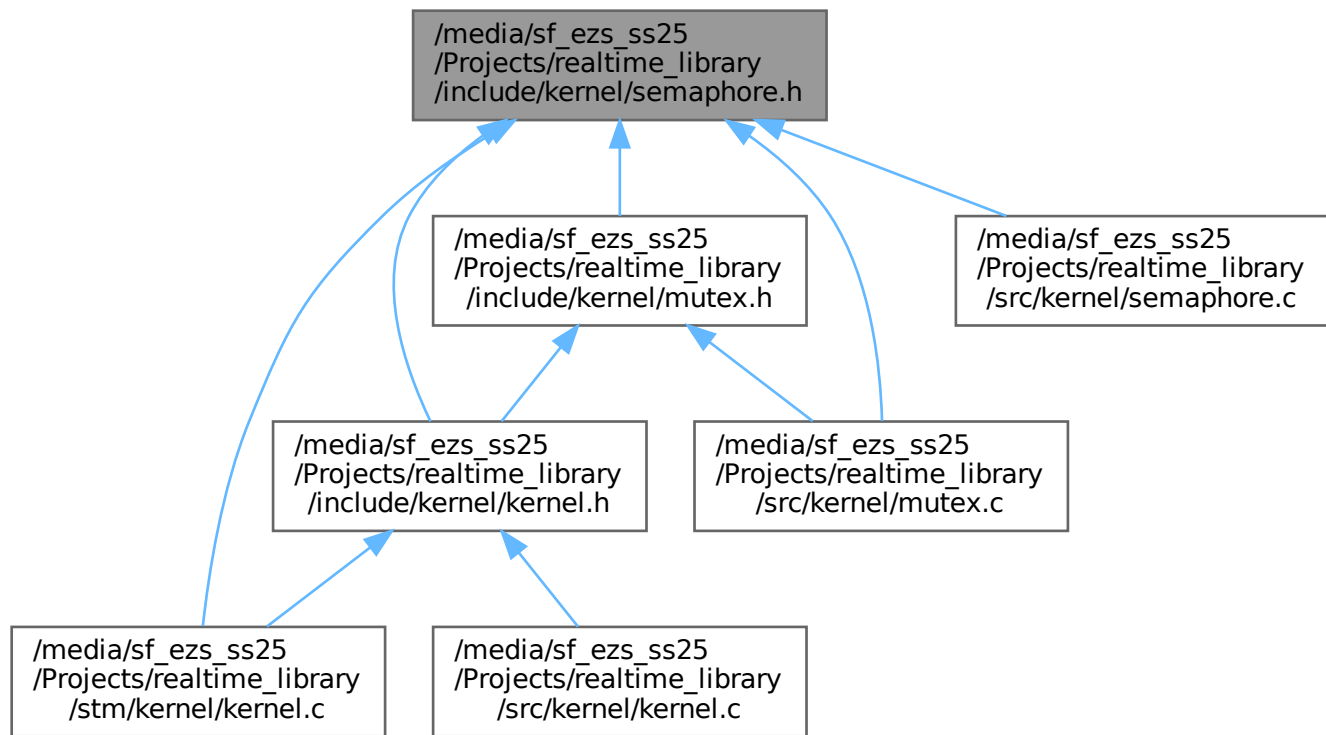 /media/sf_ezs_ss25
/Projects/realtime_library
/include/kernel/semaphore.h
/media/sf_ezs_ss25
/Projects/realtime_library
/include/kernel/mutex.h
/media/sf_ezs_ss25
/Projects/realtime_library
/src/kernel/semaphore.c
/media/sf_ezs_ss25
/Projects/realtime_library
/include/kernel/kernel.h
/media/sf_ezs_ss25
/Projects/realtime_library
/src/kernel/mutex.c
/media/sf_ezs_ss25
/Projects/realtime_library
/stm/kernel/kernel.c
/media/sf_ezs_ss25
/Projects/realtime_library
/src/kernel/kernel.c